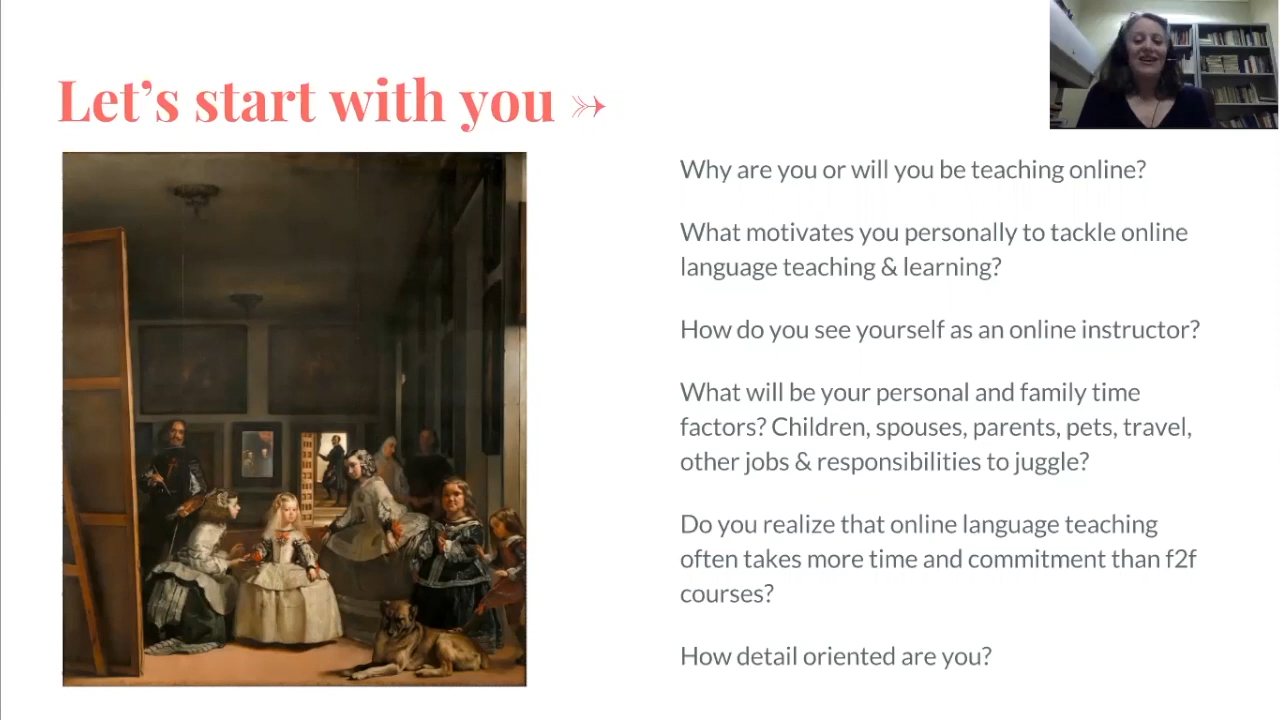 Let's start with you
Why are you or will you be teaching online?
What motivates you personally to tackle online
language teaching & learning?
How do you see yourself as an online instructor?
What will be your personal and family time
factors? Children, spouses, parents, pets, travel,
other jobs & responsibilities to juggle?
Do you realize that online language teaching
often takes more time and commitment than f2f
courses?
How detail oriented are you?